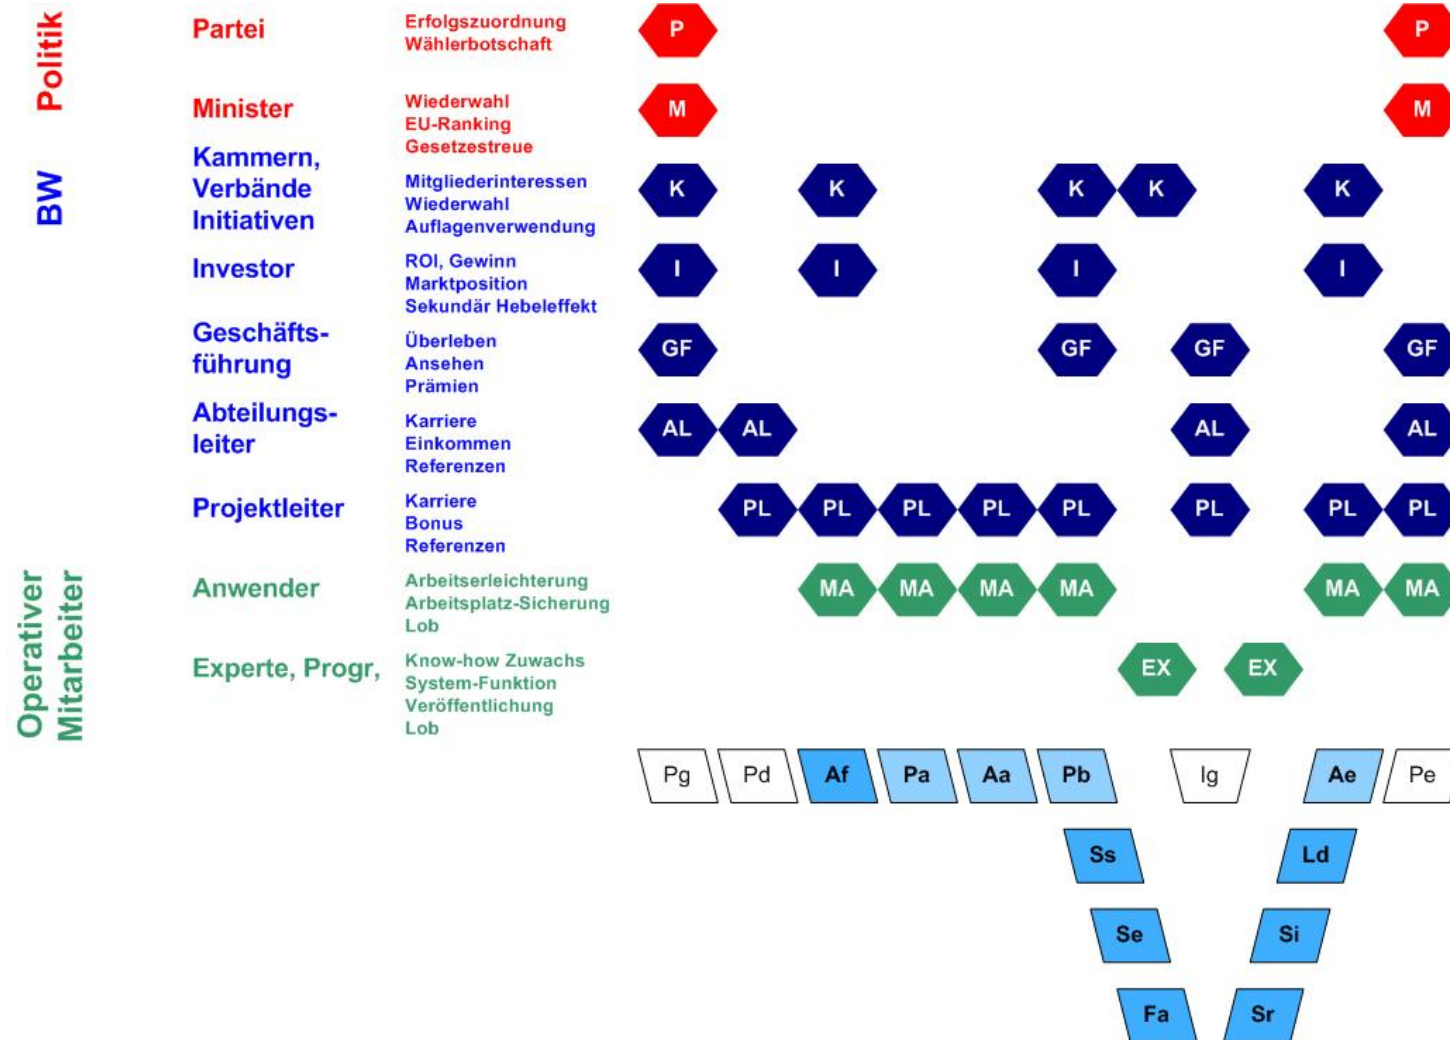 Politik
Partei
Erfolgszuordnung
Wählerbotschaft
P P
Minister
Wiederwahl
EU-Ranking
Gesetzestreue
M M
BW
Kammern,
Verbände
Initiativen
Mitgliederinteressen
Wiederwahl
Auflagenverwendung
K K K K K
Investor
ROI, Gewinn
Marktposition
Sekundär Hebeleffekt
I I I I
Geschäfts-
führung
Überleben
Ansehen
Prämien
GF GF GF GF
Abteilungs-
leiter
Karriere
Einkommen
Referenzen
AL AL AL AL
Projektleiter
Karriere
Bonus
Referenzen
PL PL PL PL PL PL PL PL
Operativer
Mitarbeiter
Anwender
Arbeitserleichterung
Arbeitsplatz-Sicherung
Lob
MA MA MA MA MA MA
Experte, Progr,
Know-how Zuwachs
System-Funktion
Veröffentlichung
Lob
EX EX
Pg Pd Af Pa Aa Pb Ig Ae Pe
Ss Ld
Se Si
Fa Sr